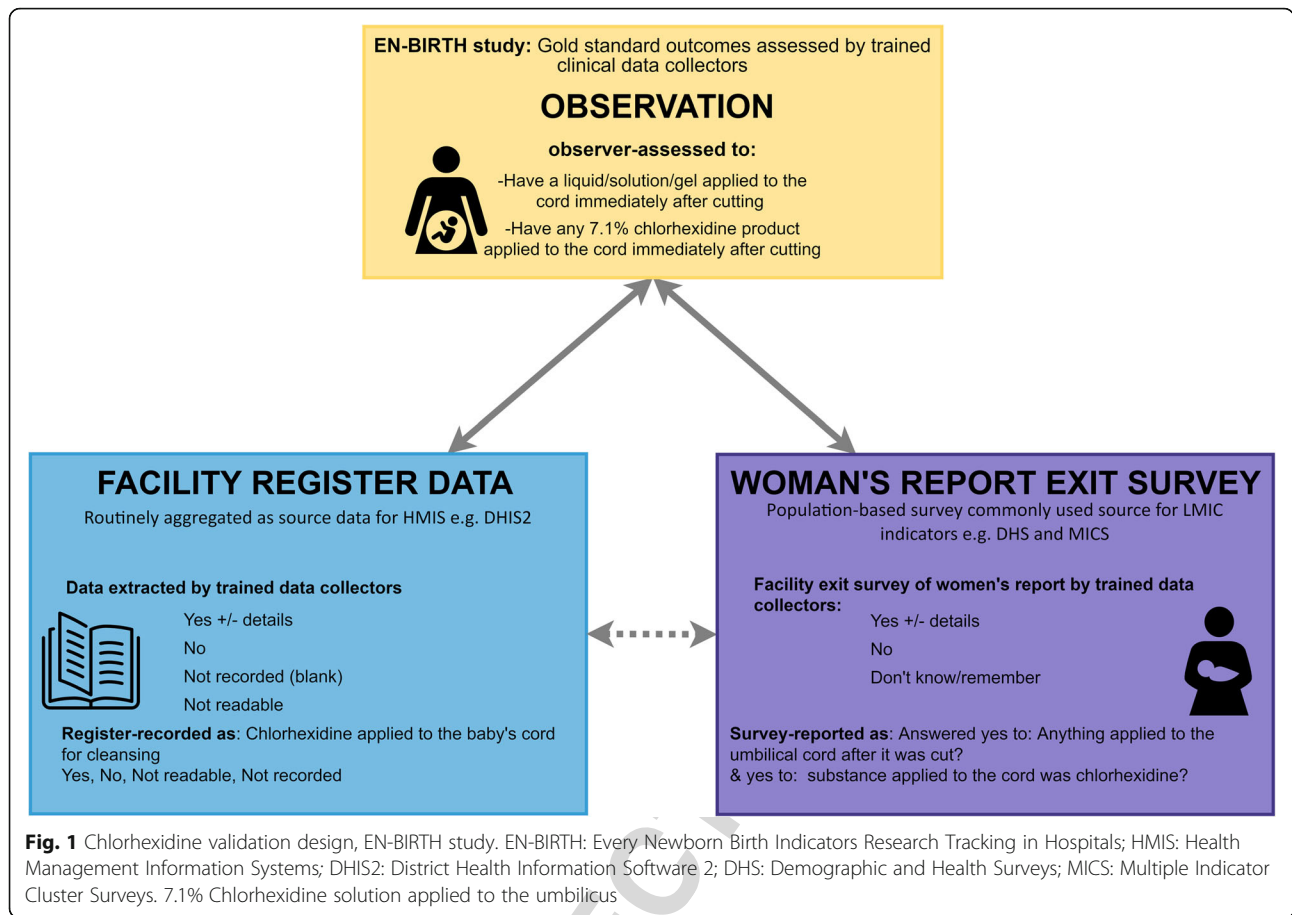 EN-BIRTH study: Gold standard outcomes assessed by trained
clinical data collectors
OBSERVATION
observer-assessed to:
-Have a liquid/solution/gel applied to the
cord immediately after cutting
-Have any 7.1% chlorhexidine product
applied to the cord immediately after cutting
FACILITY REGISTER DATA
Routinely aggregated as source data for HMIS e.g. DHIS2
Data extracted by trained data collectors
Yes +/- details
No
Not recorded (blank)
Not readable
Register-recorded as: Chlorhexidine applied to the baby's cord
for cleansing
Yes, No, Not readable, Not recorded
WOMAN'S REPORT EXIT SURVEY
Population-based survey commonly used source for LMIC
indicators e.g. DHS and MICS
Facility exit survey of women's report by trained data
collectors:
Yes +/- details
No
Don't know/remember
Survey-reported as: Answered yes to: Anything applied to the
umbilical cord after it was cut?
& yes to: substance applied to the cord was chlorhexidine?
Fig. 1 Chlorhexidine validation design, EN-BIRTH study. EN-BIRTH: Every Newborn Birth Indicators Research Tracking in Hospitals; HMIS: Health
Management Information Systems; DHIS2: District Health Information Software 2; DHS: Demographic and Health Surveys; MICS: Multiple Indicator
Cluster Surveys. 7.1% Chlorhexidine solution applied to the umbilicus